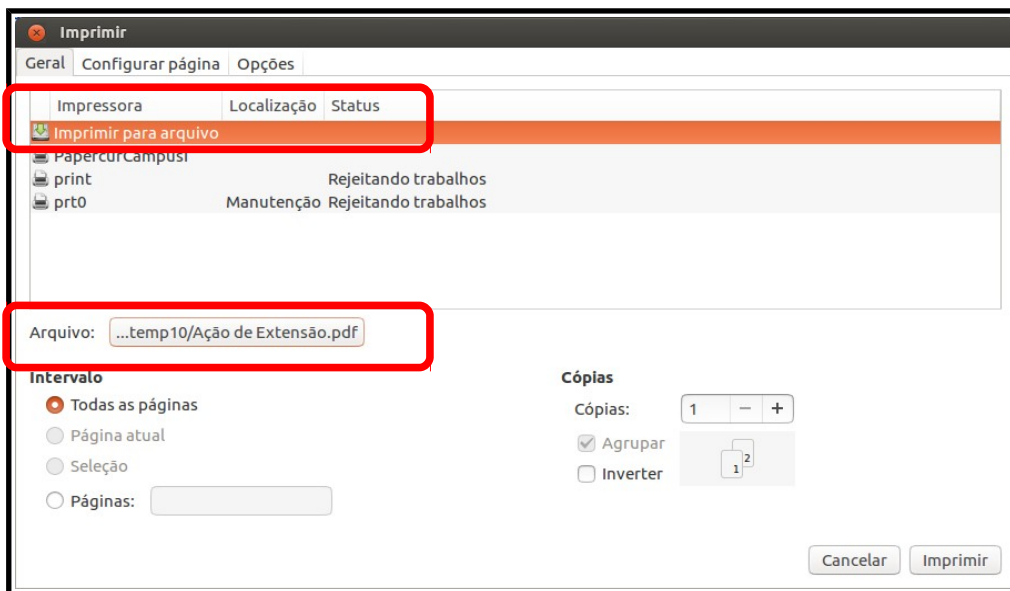 Imprimir
Geral Configurar página Opções
Impressora Localização Status
Imprimir para arquivo
PapercurCampusI
print Rejeitando trabalhos
prt0 Manutenção Rejeitando trabalhos
Arquivo: ...temp10/Ação de Extensão.pdf
Intervalo Cópias
Todas as páginas Cópias: 1 − +
Página atual Agrupar
Seleção Inverter 1 2
Páginas:
Cancelar Imprimir